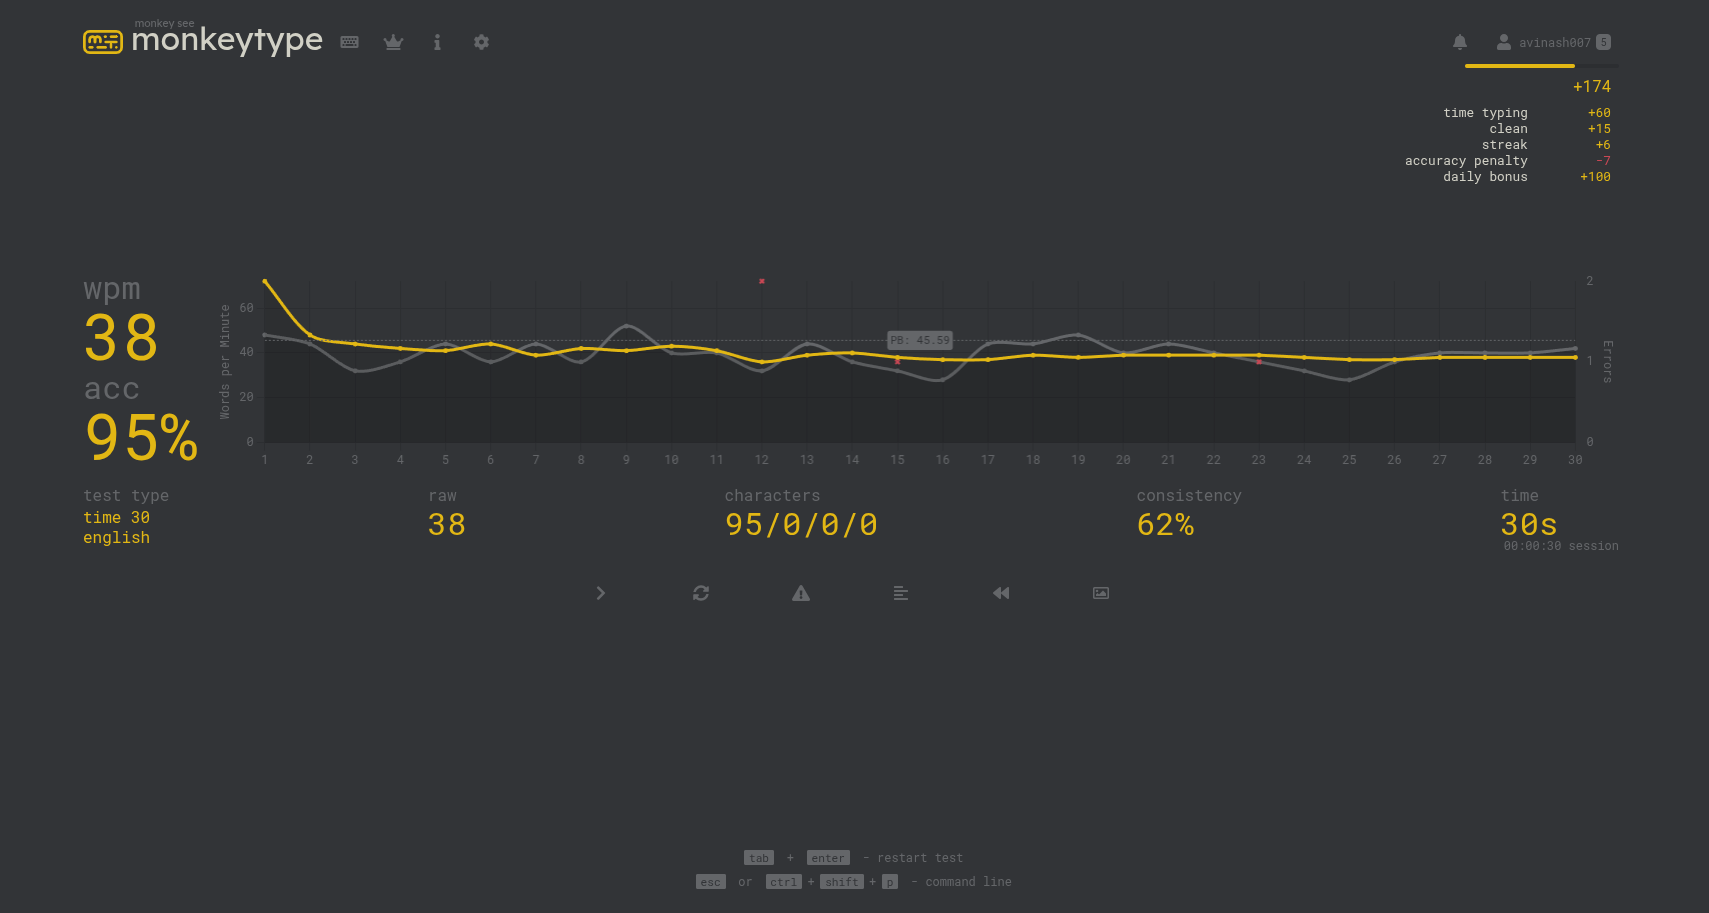 monkey see
monkeytype
avinash007 5
+174
time typing +60
clean +15
streak +6
accuracy penalty -7
daily bonus +100
wpm
38
acc
95%
Words per Minute
60
40
20
0
PB: 45.59
2
1
0
Errors
1 2 3 4 5 6 7 8 9 10 11 12 13 14 15 16 17 18 19 20 21 22 23 24 25 26 27 28 29 30
test type
time 30
english
raw
38
characters
95/0/0/0
consistency
62%
time
30s
00:00:30 session
tab + enter - restart test
esc or ctrl + shift + p - command line